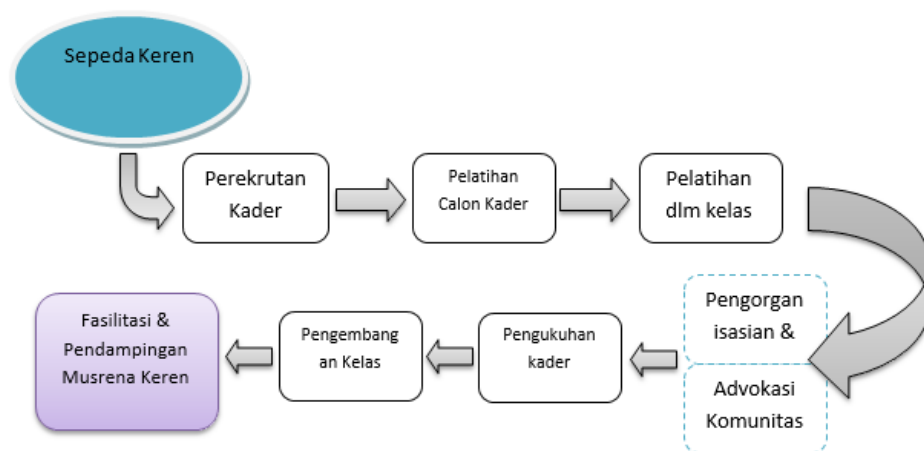 Sepeda Keren
Perekrutan
Kader
Pelatihan
Calon Kader
Pelatihan
dlm kelas
Pengorgan
isasian &
Advokasi
Komunitas
Pengukuhan
kader
Pengembang
an Kelas
Fasilitasi &
Pendampingan
Musrena Keren